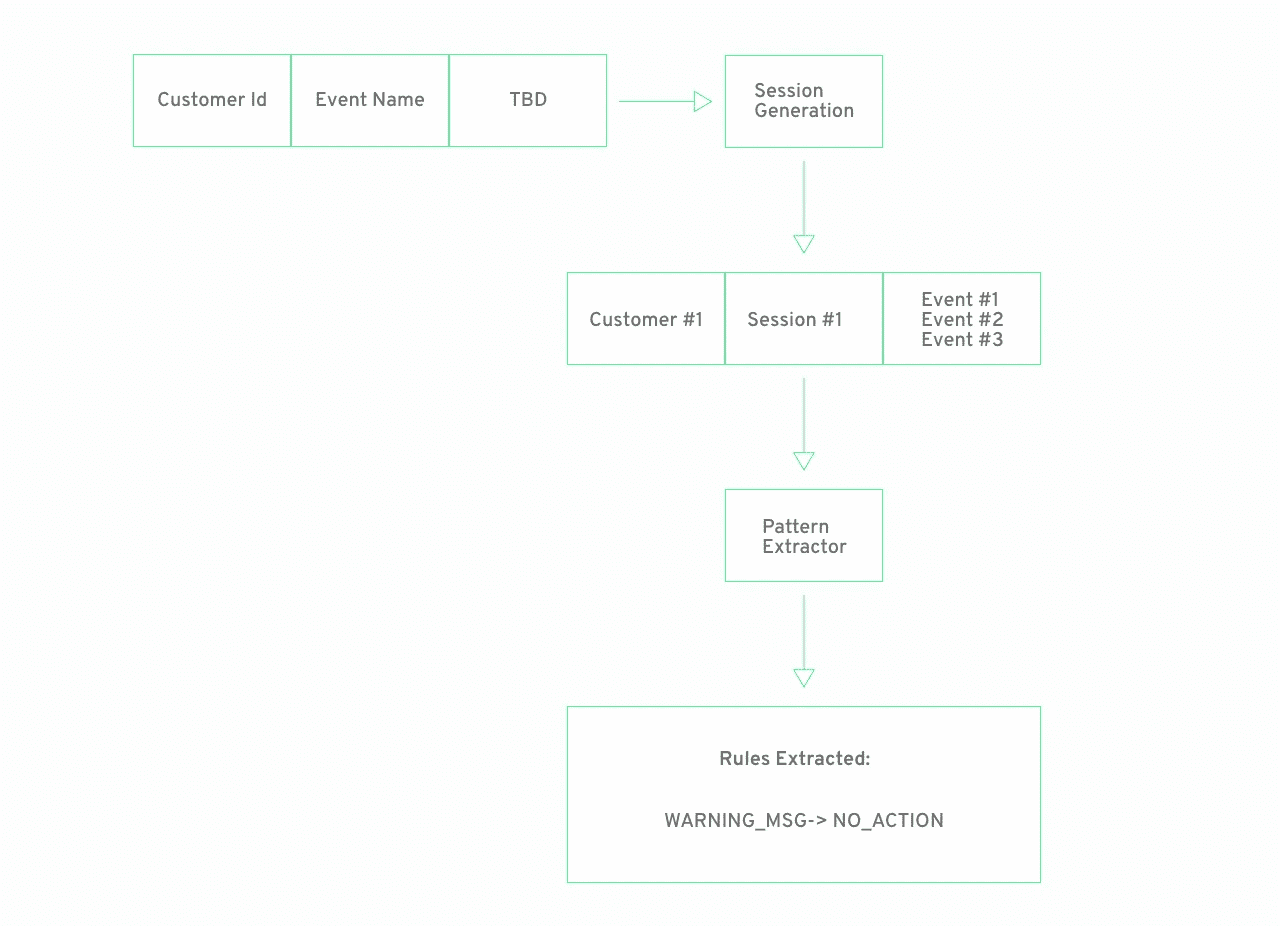 Customer Id
Event Name
TBD
Session
Generation
Customer #1
Session #1
Event #1
Event #2
Event #3
Pattern
Extractor
Rules Extracted:
WARNING_MSG-> NO_ACTION